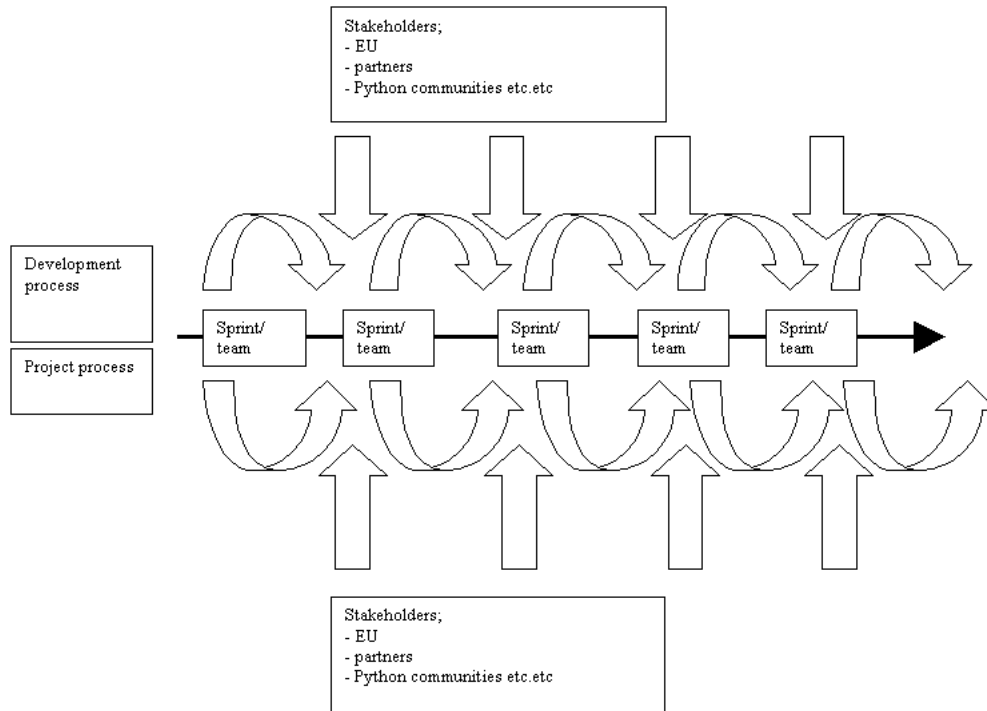 Stakeholders;
- EU
- partners
- Python communities etc.etc
Development
process
Project process
Sprint/
team
Sprint/
team
Sprint/
team
Sprint/
team
Sprint/
team
Stakeholders;
- EU
- partners
- Python communities etc.etc